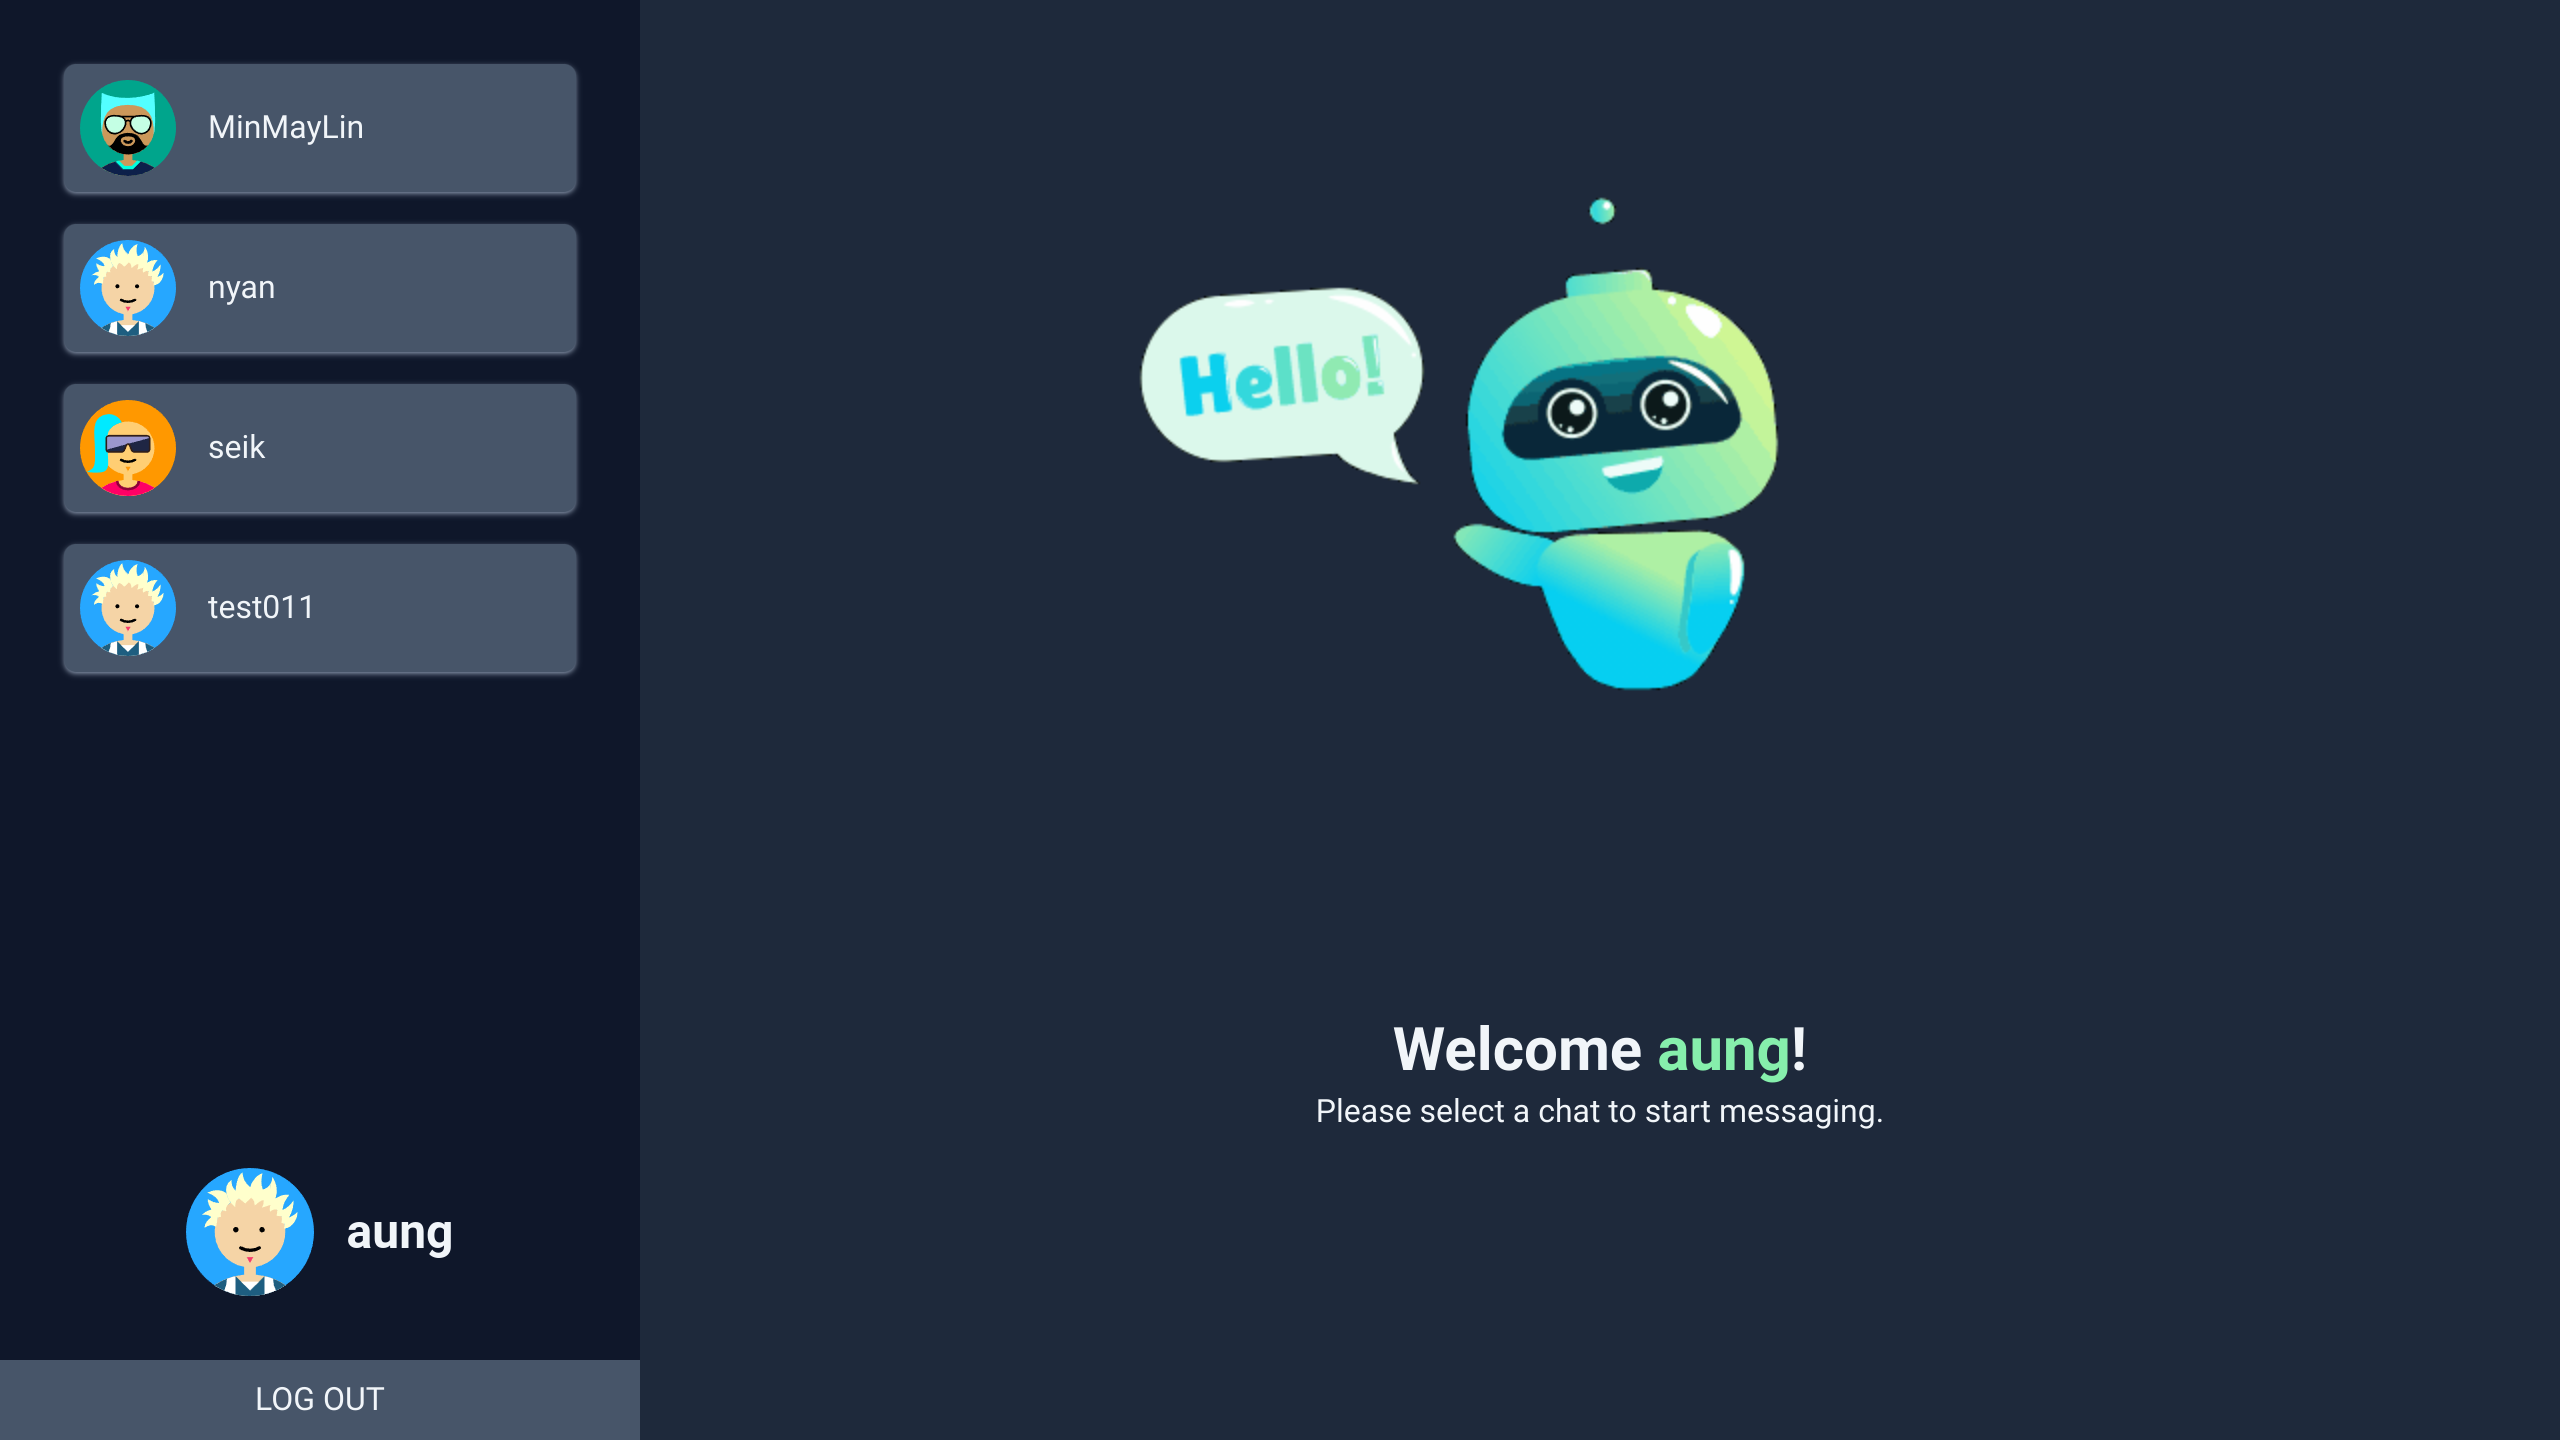 MinMayLin
nyan
seik
test011
aung
LOG OUT
Hello!
Welcome aung!
Please select a chat to start messaging.